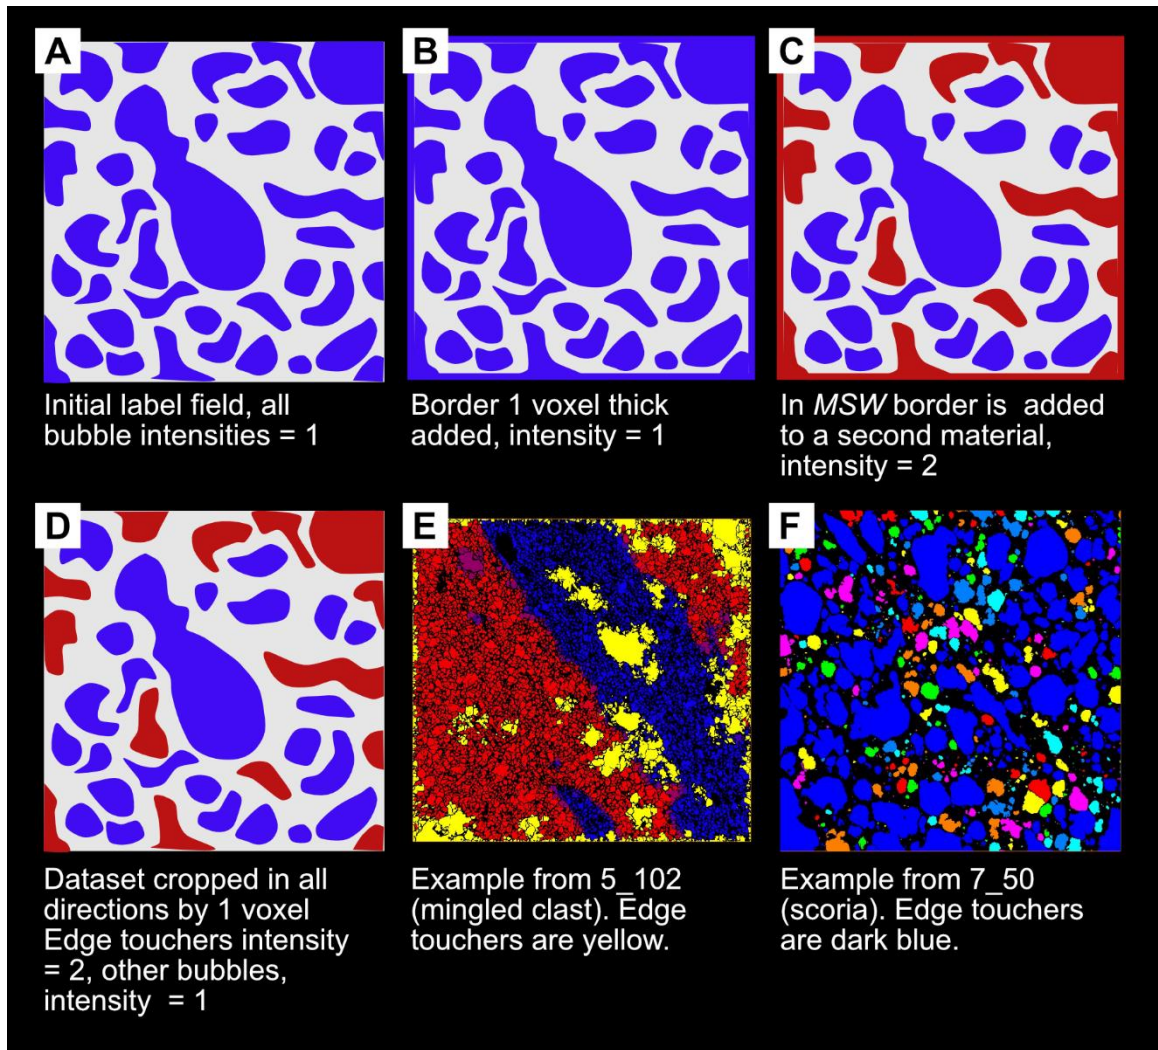 A
B
C
Initial label field, all
bubble intensities = 1
Border 1 voxel thick
added, intensity = 1
In MSW border is  added
to a second material,
intensity = 2
D
E
F
Dataset cropped in all
directions by 1 voxel
Edge touchers intensity
= 2, other bubbles,
intensity  = 1
Example from 5_102
(mingled clast). Edge
touchers are yellow.
Example from 7_50
(scoria). Edge touchers
are dark blue.